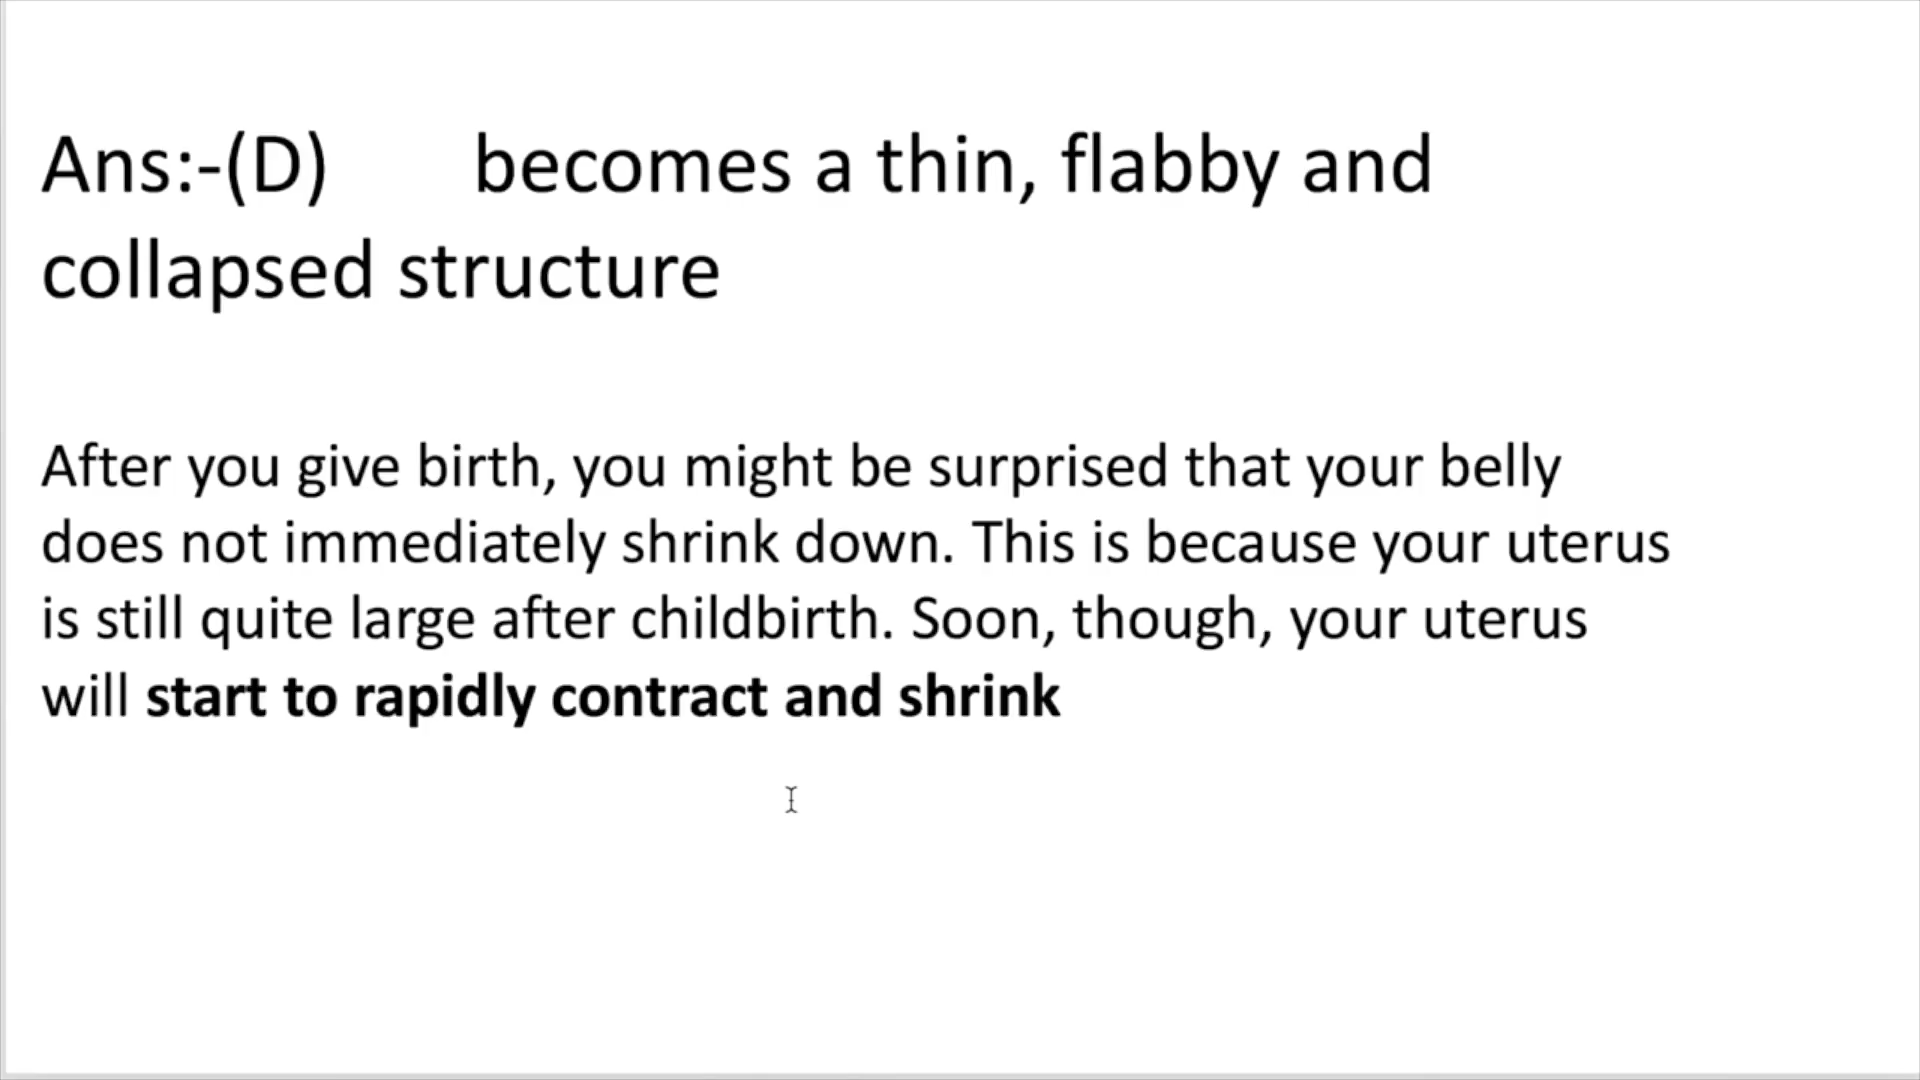 Ans:-(D) becomes a thin, flabby and
collapsed structure
After you give birth, you might be surprised that your belly
does not immediately shrink down. This is because your uterus
is still quite large after childbirth. Soon, though, your uterus
will start to rapidly contract and shrink